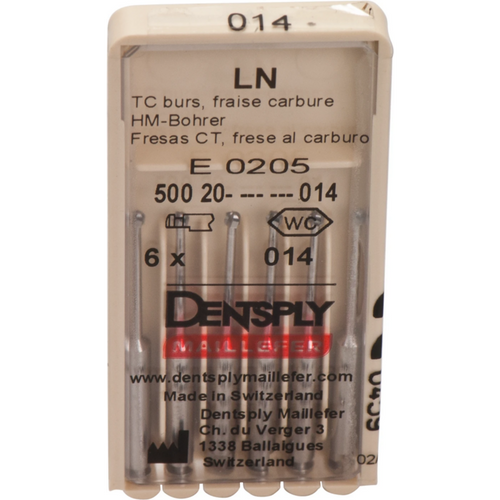 014
LN
TC burs, fraise carbure
HM-Bohrer
Fresas CT, frese al carburo
E 0205
500 20- ---- --- ---014
WC
6 x 014
DENTSPLY
MAILLEFER
www.dentsplymaillefer.com
Made in Switzerland
Dentsply Maillefer
Ch. du Verger 3
1338 Ballaigues
Switzerland